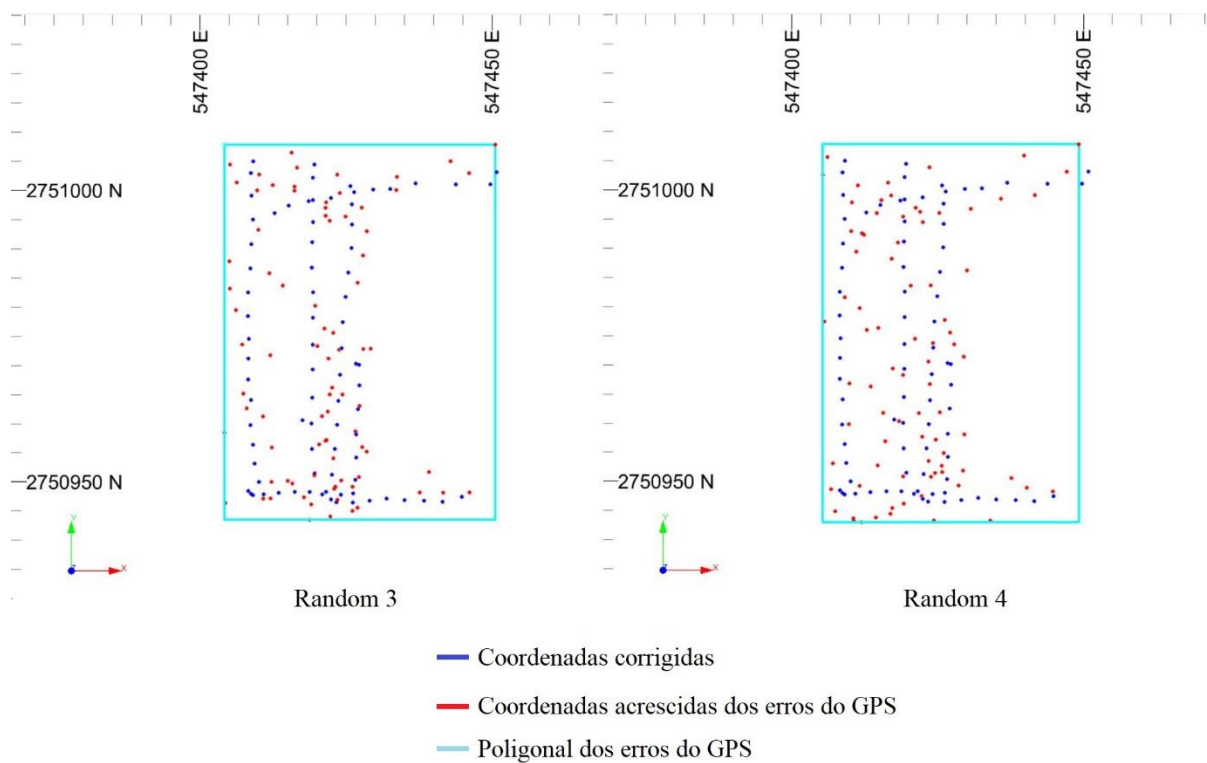 547400 E
547450 E
547400 E
547450 E
2751000 N
2751000 N
2750950 N
2750950 N
Y
X
Z
Y
X
Random 3
Random 4
Coordenadas corrigidas
Coordenadas acrescidas dos erros do GPS
Poligonal dos erros do GPS